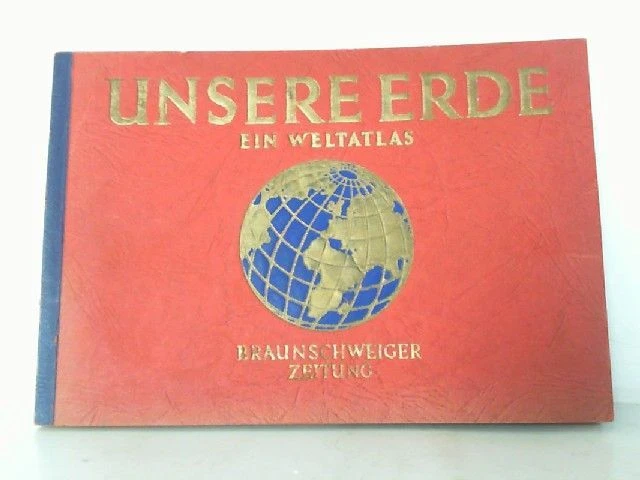 UNSERE ERDE
EIN WELTATLAS
BRAUNSCHWEIGER
ZEITUNG